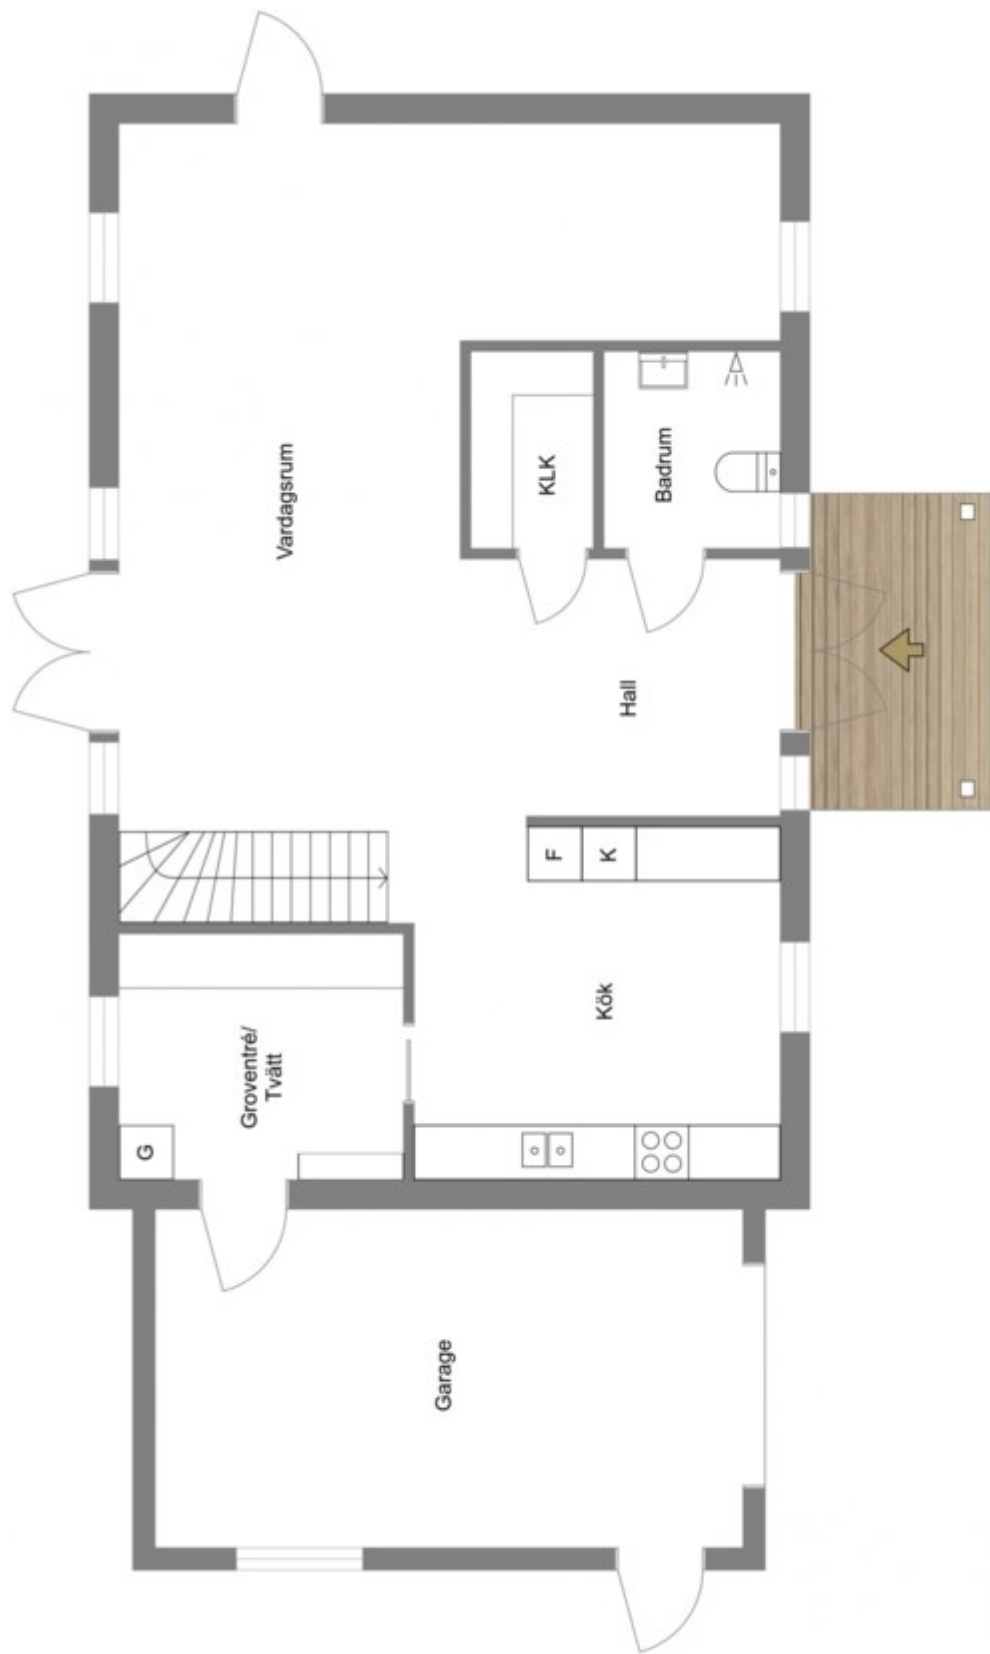 Vardagsrum
KLK
Badrum
Hall
F
K
Kök
Groventré/
Tvätt
G
Garage